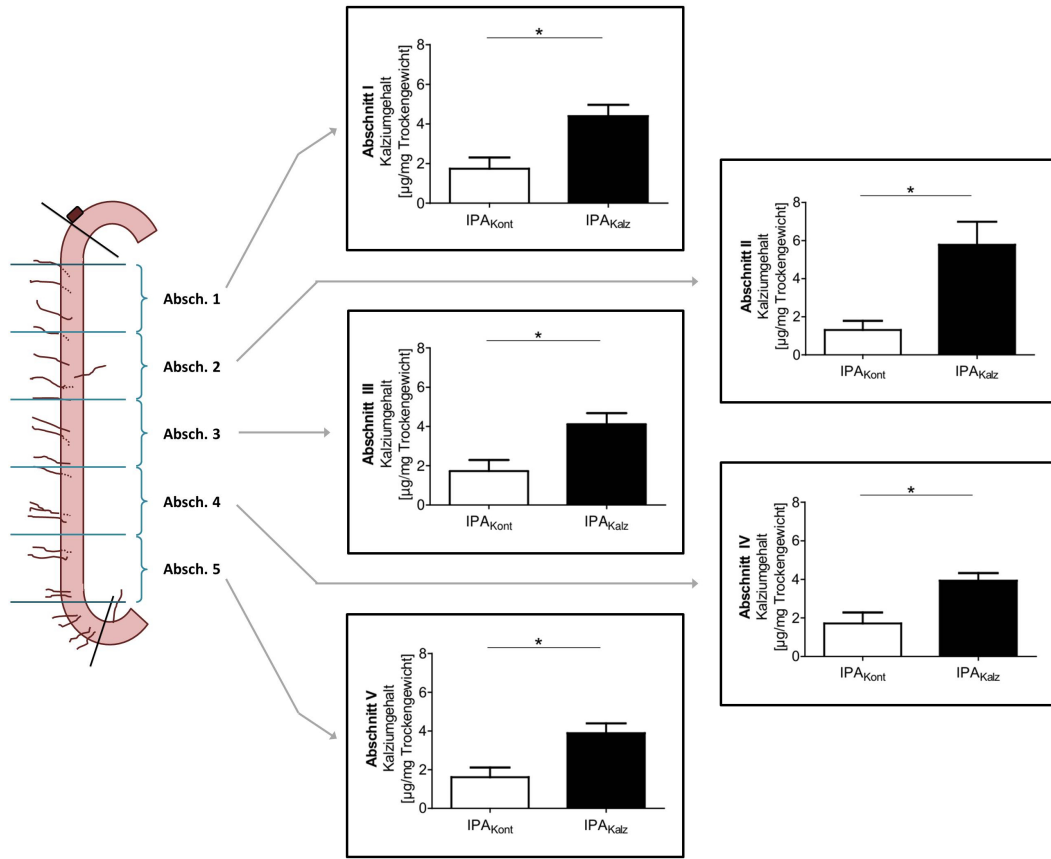 Absch. 1
Absch. 2
Absch. 3
Absch. 4
Absch. 5
Abschnitt I
Kalziumgehalt
[µg/mg Trockengewicht]
8
6
4
2
0
*
IPAKont
IPAKalz
Abschnitt II
Kalziumgehalt
[µg/mg Trockengewicht]
8
6
4
2
0
*
IPAKont
IPAKalz
Abschnitt III
Kalziumgehalt
[µg/mg Trockengewicht]
8
6
4
2
0
*
IPAKont
IPAKalz
Abschnitt IV
Kalziumgehalt
[µg/mg Trockengewicht]
8
6
4
2
0
*
IPAKont
IPAKalz
Abschnitt V
Kalziumgehalt
[µg/mg Trockengewicht]
8
6
4
2
0
*
IPAKont
IPAKalz